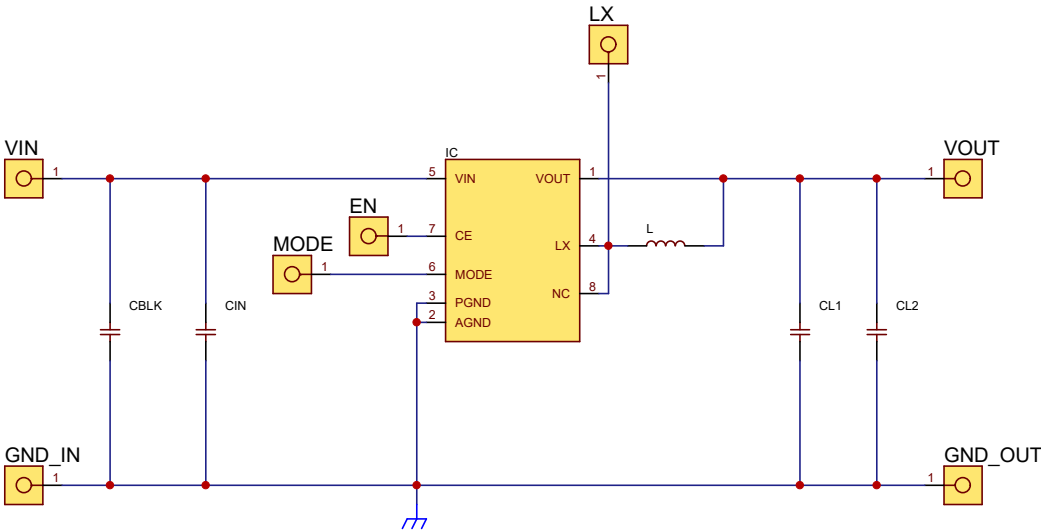 LX
1
VIN
1
IC
5
VIN
VOUT
1
VOUT
1
EN
1
7
CE
MODE
1
6
MODE
LX
4
L
3
PGND
NC
8
2
AGND
CBLK
CIN
CL1
CL2
GND_IN
1
GND_OUT
1